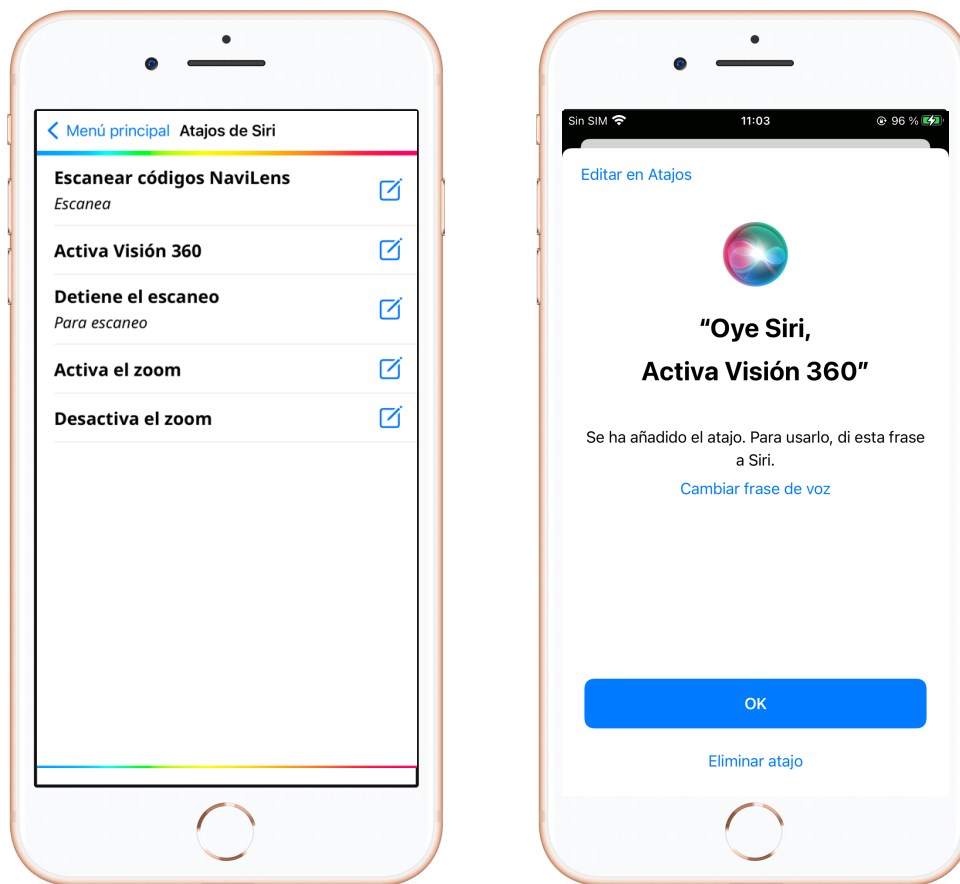 Menú principal Atajos de Siri
Escanear códigos NaviLens
Escanea
Activa Visión 360
Detiene el escaneo
Para escaneo
Activa el zoom
Desactiva el zoom
Sin SIM 11:03 96 %
Editar en Atajos
“Oye Siri,
Activa Visión 360”
Se ha añadido el atajo. Para usarlo, di esta frase
a Siri.
Cambiar frase de voz
OK
Eliminar atajo